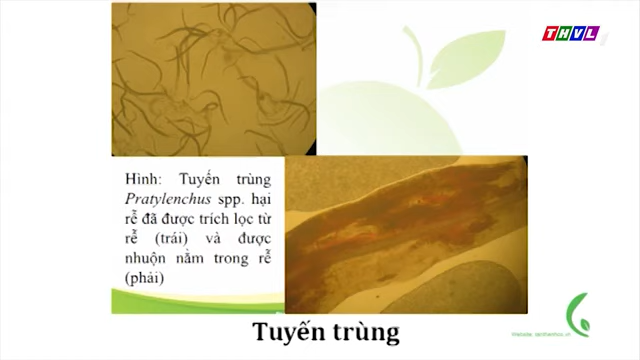 THVL
Hình: Tuyến trùng
Pratylenchus spp. hại
rễ đã được trích lọc từ
rễ (trái) và được
nhuộn nằm trong rễ
(phải)
Tuyến trùng